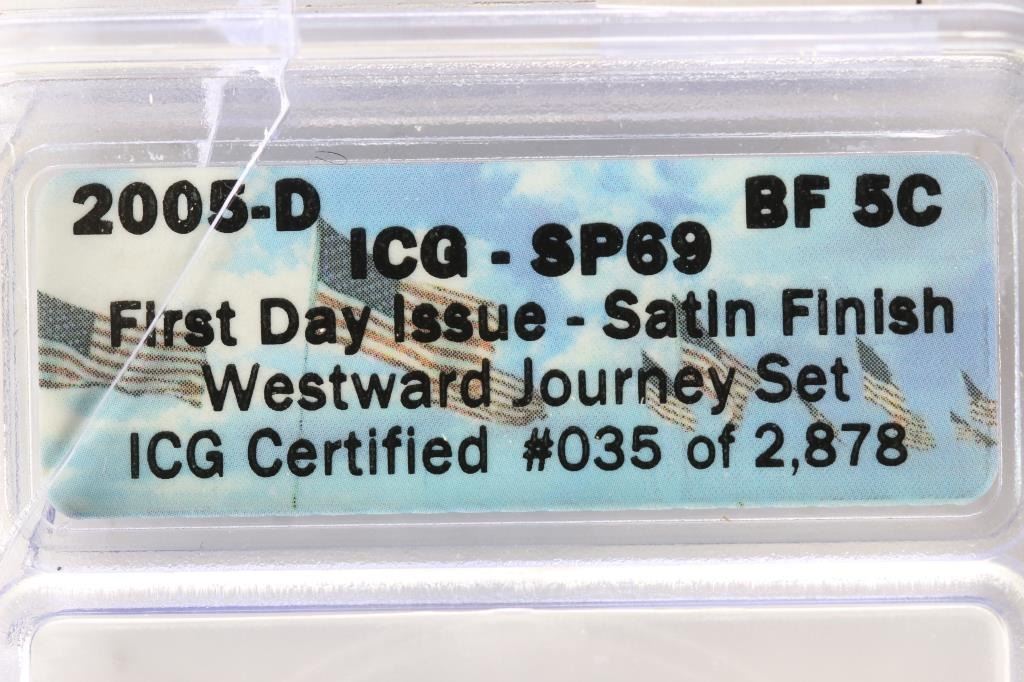 2005-D BF 5C
ICG - SP69
First Day Issue - Satin Finish
Westward Journey Set
ICG Certified #035 of 2,878